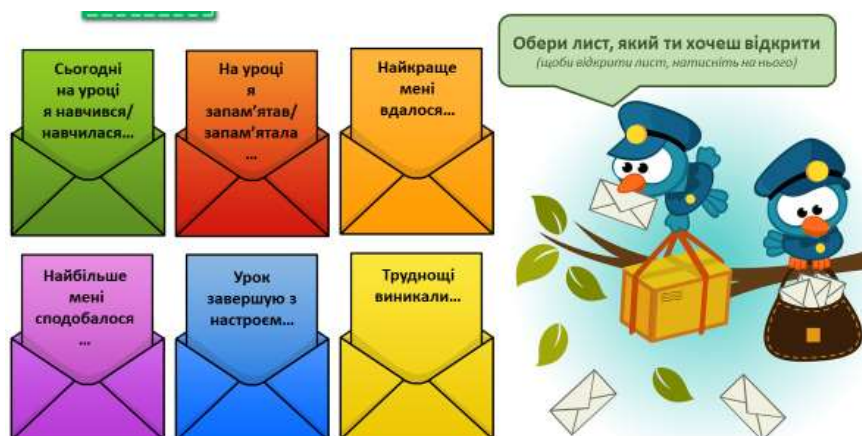 Сьогодні
на уроці
я навчився/
навчилася...
На уроці
я
запам'ятав/
запам'ятала
...
Найкраще
мені
вдалося...
Обери лист, який ти хочеш відкрити
(щоби відкрити лист, натисніть на нього)
Найбільше
мені
сподобалося
...
Урок
завершую з
настроєм...
Труднощі
виникали...